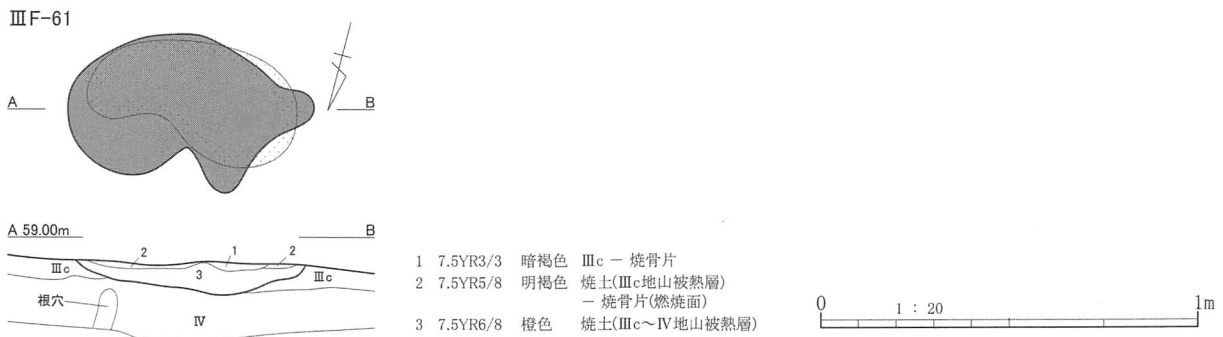 ⅢF-61
A B
A 59.00m B
2 1 2
Ⅲc 3 Ⅲc
根穴
Ⅳ
1 7.5YR3/3 暗褐色 Ⅲc － 焼骨片
2 7.5YR5/8 明褐色 焼土(Ⅲc地山被熱層)
－ 焼骨片(燃焼面)
3 7.5YR6/8 橙色 焼土(Ⅲc～Ⅳ地山被熱層)
0 1：20 1m